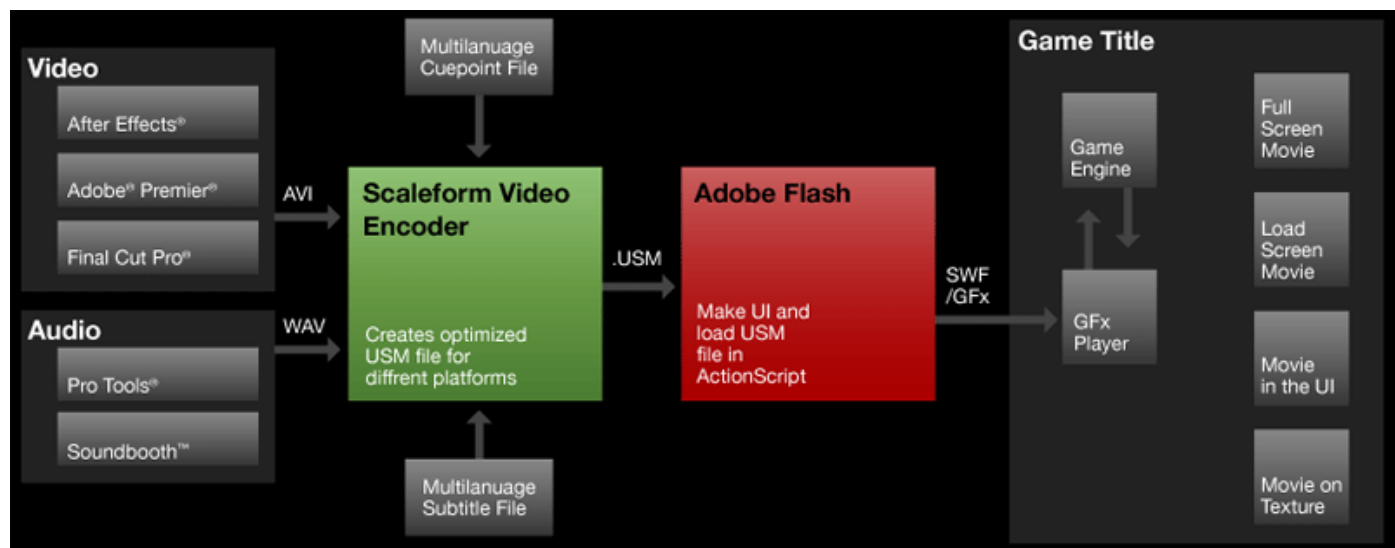 Video
After Effects®
Adobe® Premier®
Final Cut Pro®
Audio
Pro Tools®
Soundbooth™
AVI
WAV
Multilanuage
Cuepoint File
Scaleform Video
Encoder
Creates optimized
USM file for
diffrent platforms
Multilanuage
Subtitle File
.USM
Adobe Flash
Make UI and
load USM
file in
ActionScript
SWF
/GFx
Game Title
Game
Engine
GFx
Player
Full
Screen
Movie
Load
Screen
Movie
Movie
in the UI
Movie on
Texture